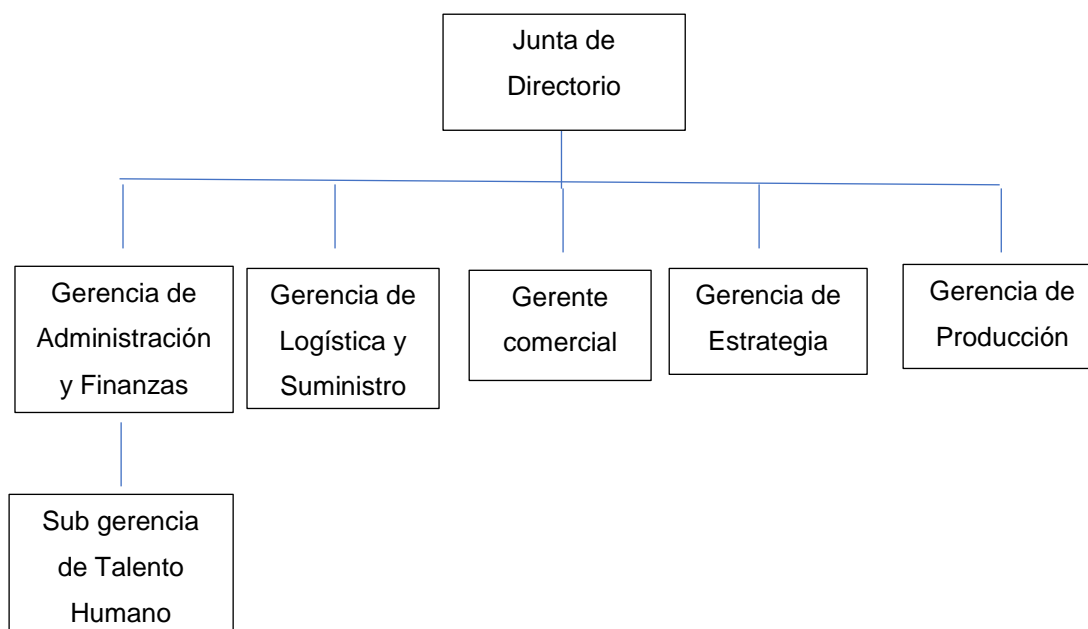 Junta de
Directorio
Gerencia de
Administración
y Finanzas
Gerencia de
Logística y
Suministro
Gerente
comercial
Gerencia de
Estrategia
Gerencia de
Producción
Sub gerencia
de Talento
Humano